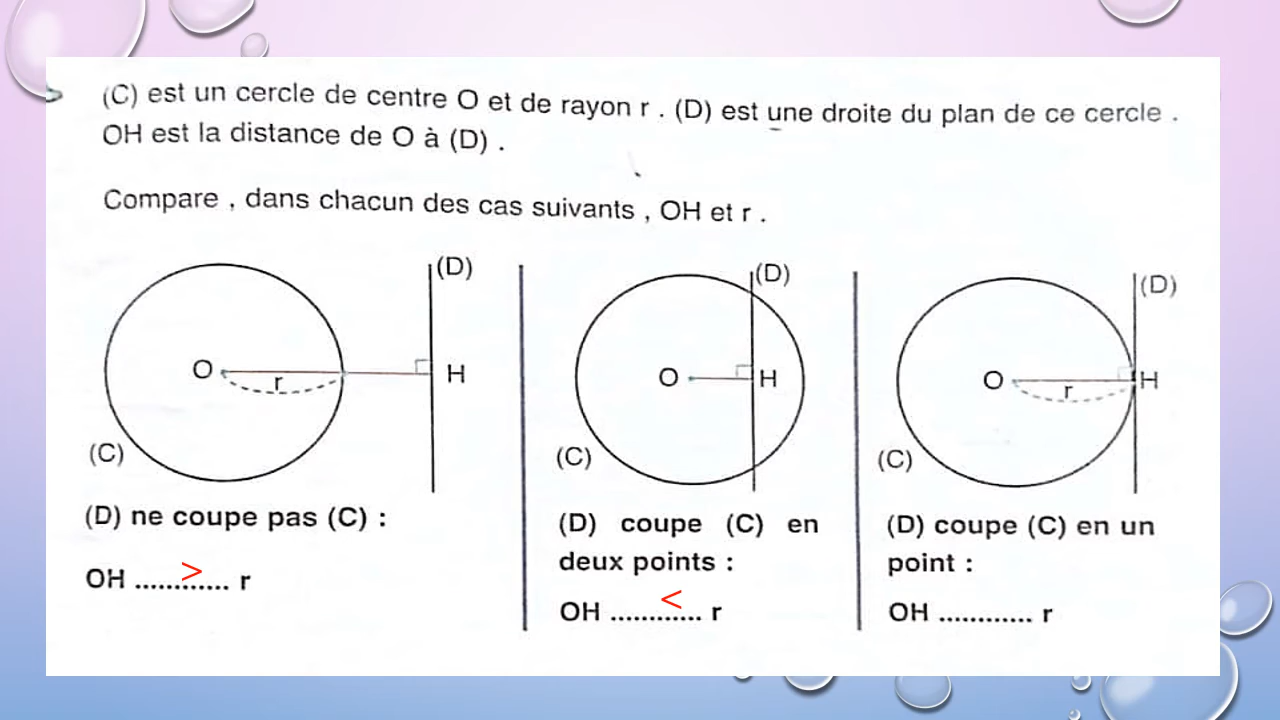 (C) est un cercle de centre O et de rayon r . (D) est une droite du plan de ce cercle .
OH est la distance de O à (D) .
Compare , dans chacun des cas suivants , OH et r .
(D)
O
r
H
(C)
(D) ne coupe pas (C) :
OH ............ r
>
(D)
O
H
(C)
(D) coupe (C) en
deux points :
OH ............ r
<
(D)
O
r
H
(C)
(D) coupe (C) en un
point :
OH ............ r